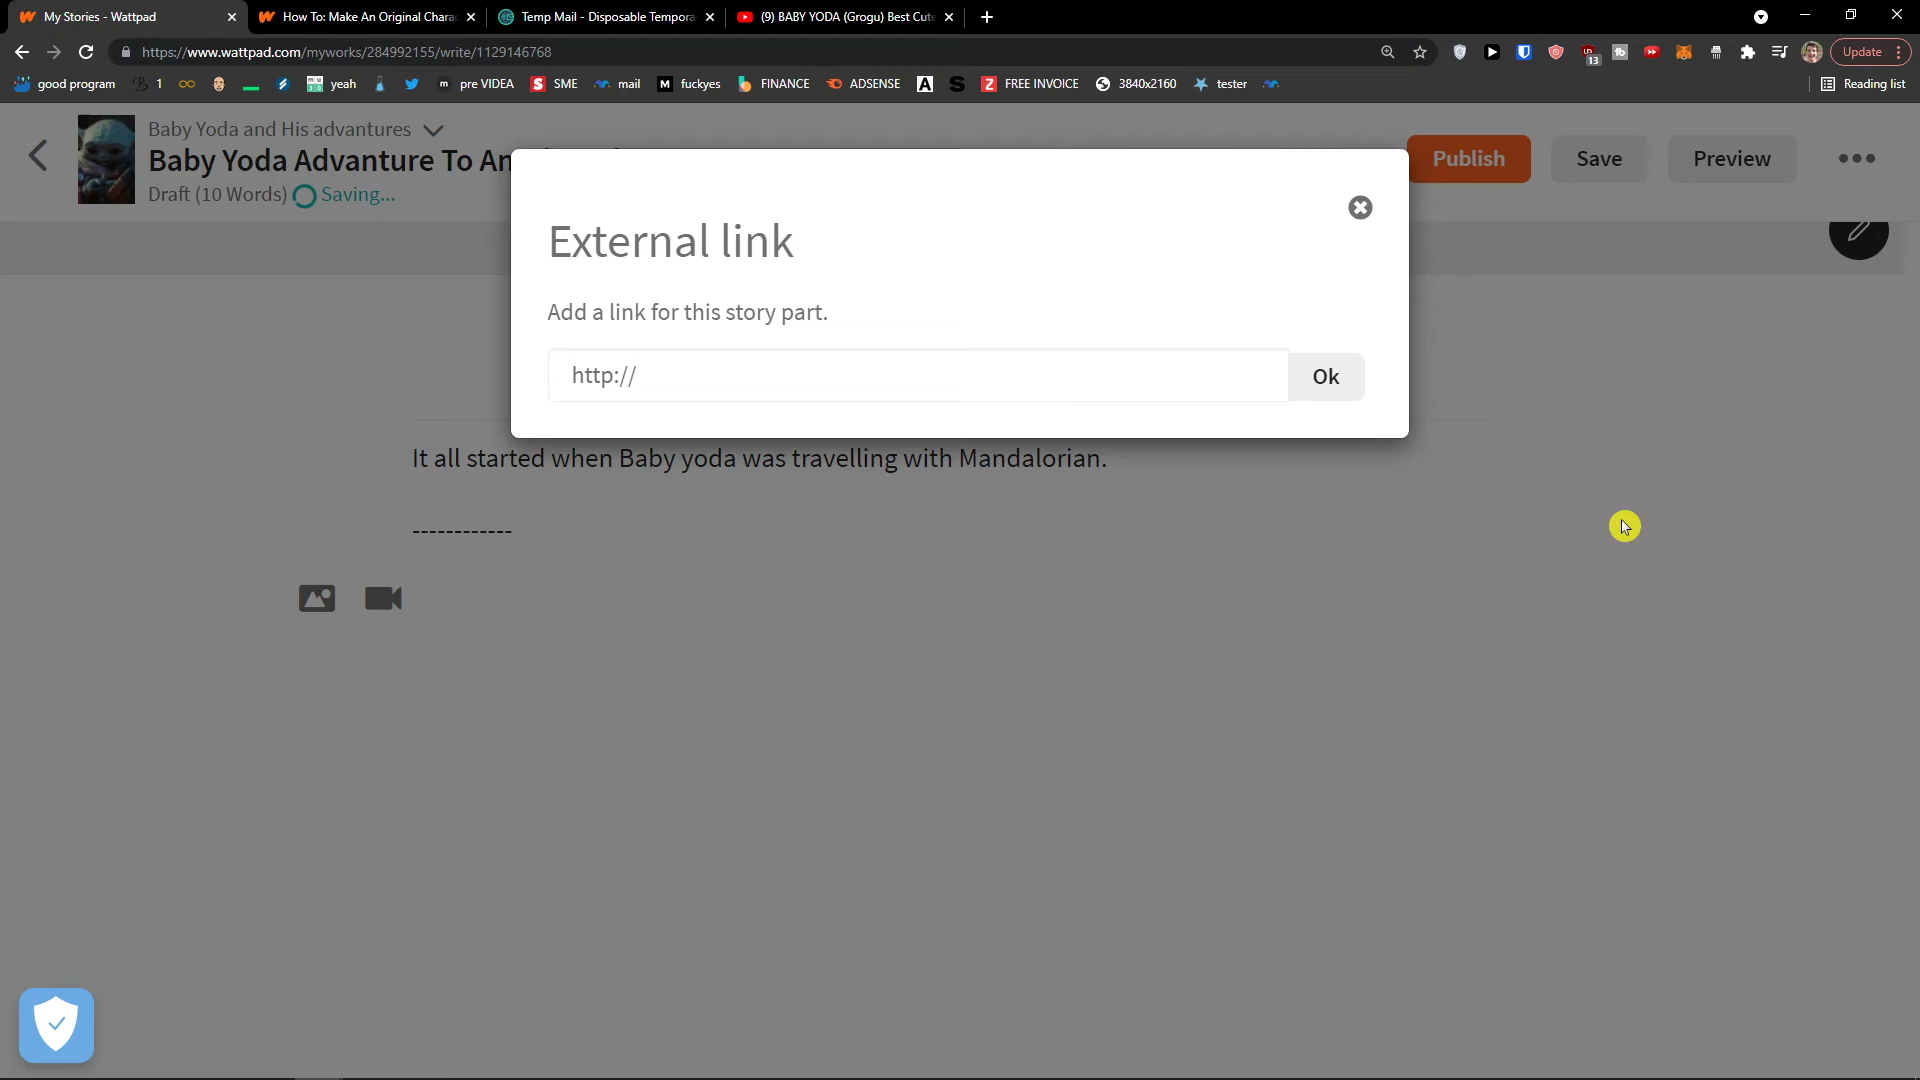 My Stories - Wattpad
How To: Make An Original Chara
Temp Mail - Disposable Tempora
(9) BABY YODA (Grogu) Best Cut
https://www.wattpad.com/myworks/284992155/write/1129146768
13
Update
good program
1
yeah
pre VIDEA
SME
mail
fuckyes
FINANCE
ADSENSE
FREE INVOICE
3840x2160
tester
Reading list
Baby Yoda and His advantures
Baby Yoda Advanture To An
Draft (10 Words) Saving...
Publish
Save
Preview
External link
Add a link for this story part.
http://
Ok
It all started when Baby yoda was travelling with Mandalorian.
------------